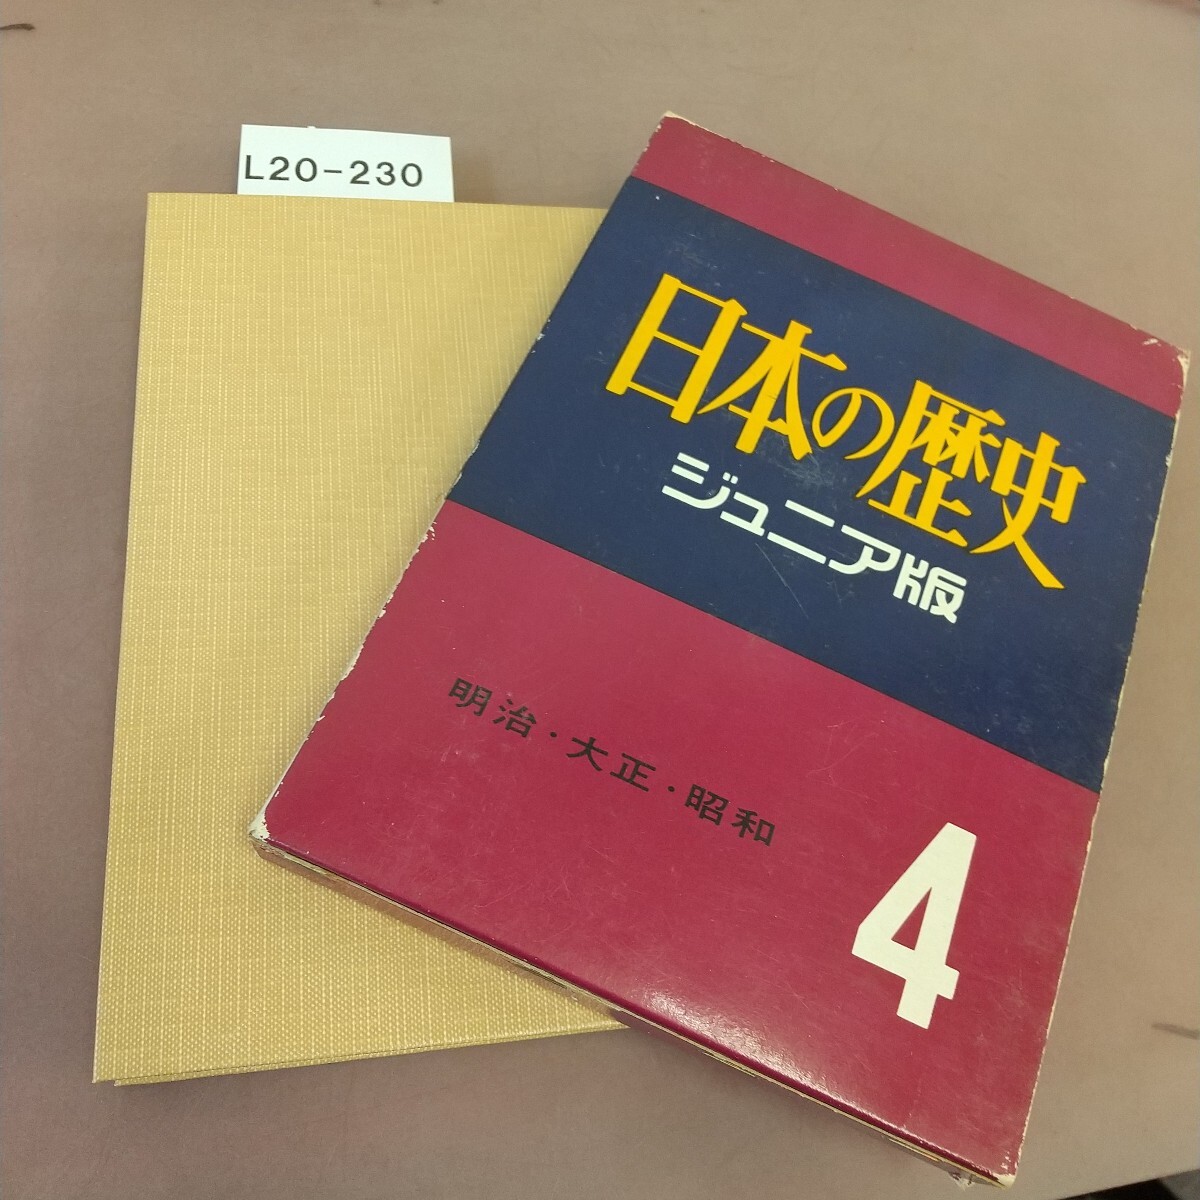 L20-230
日本の歴史
ジュニア版
明治・大正・昭和
4